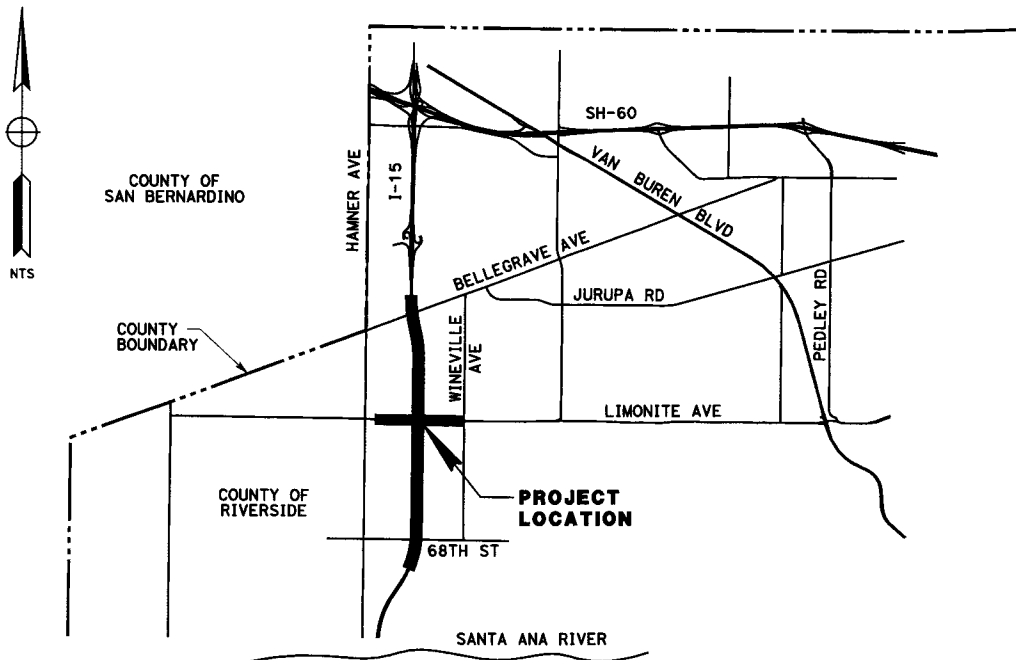 SH-60
VAN BUREN BLVD
COUNTY OF
SAN BERNARDINO
HAMNER AVE
I-15
NTS
BELLEGRAVE AVE
JURUPA RD
PEDLEY RD
COUNTY
BOUNDARY
WINEVILLE
AVE
LIMONITE AVE
COUNTY OF
RIVERSIDE
PROJECT
LOCATION
68TH ST
SANTA ANA RIVER